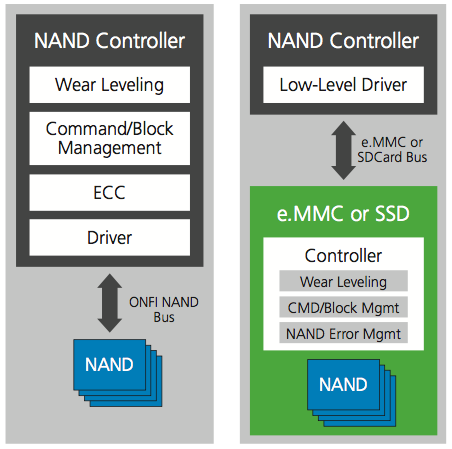 NAND Controller
Wear Leveling
Command/Block
Management
ECC
Driver
ONFI NAND
Bus
NAND
NAND Controller
Low-Level Driver
e.MMC or
SDCard Bus
e.MMC or SSD
Controller
Wear Leveling
CMD/Block Mgmt
NAND Error Mgmt
NAND